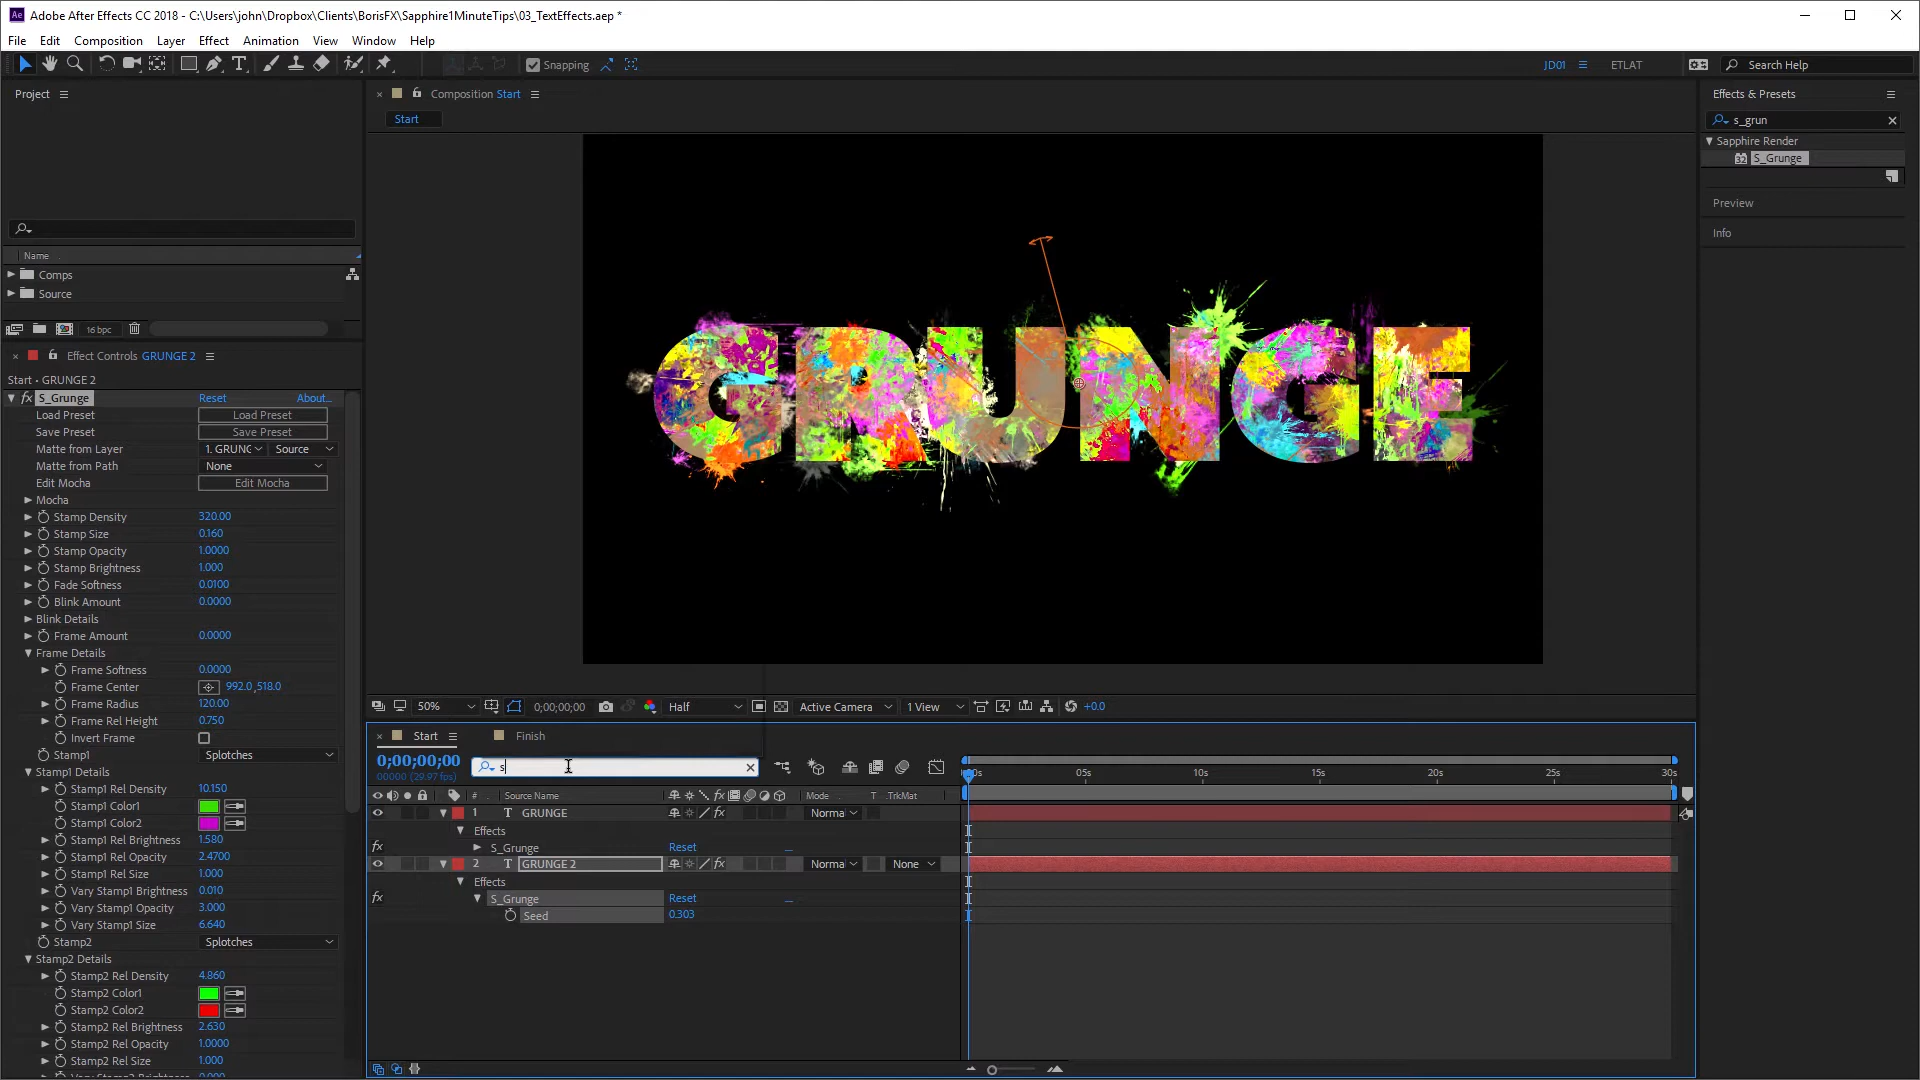 Adobe After Effects CC 2018 - C:\Users\john\Dropbox\Clients\BorisFX\Sapphire1MinuteTips\03_TextEffects.aep *
File Edit Composition Layer Effect Animation View Window Help
Snapping
JD01
ETLAT
Search Help
Project
Composition Start
Effects & Presets
Start
s_grun
Sapphire Render
S_Grunge
Preview
Info
Name
Comps
Source
16 bpc
GRUNGE
Effect Controls GRUNGE 2
Start • GRUNGE 2
fx S_Grunge Reset About...
Load Preset Load Preset
Save Preset Save Preset
Matte from Layer 1. GRUNG Source
Matte from Path None
Edit Mocha Edit Mocha
Mocha
Stamp Density 320.00
Stamp Size 0.160
Stamp Opacity 1.0000
Stamp Brightness 1.000
Fade Softness 0.0100
Blink Amount 0.0000
Blink Details
Frame Amount 0.0000
Frame Details
Frame Softness 0.0000
Frame Center 992.0,518.0
Frame Radius 120.00
Frame Rel Height 0.750
Invert Frame
Stamp1 Splotches
Stamp1 Details
Stamp1 Rel Density 10.150
Stamp1 Color1
Stamp1 Color2
Stamp1 Rel Brightness 1.580
Stamp1 Rel Opacity 2.4700
Stamp1 Rel Size 1.000
Vary Stamp1 Brightness 0.010
Vary Stamp1 Opacity 3.000
Vary Stamp1 Size 6.640
Stamp2 Splotches
Stamp2 Details
Stamp2 Rel Density 4.860
Stamp2 Color1
Stamp2 Color2
Stamp2 Rel Brightness 2.630
Stamp2 Rel Opacity 1.0000
Stamp2 Rel Size 1.000
50% 0;00;00;00 Half Active Camera 1 View +0.0
Start Finish
0;00;00;00
00000 (29.97 fps)
s
05s 10s 15s 20s 25s 30s
# Source Name fx Mode T .TrkMat
1 T GRUNGE fx Norma
Effects
fx S_Grunge Reset
2 T GRUNGE 2 fx Norma None
Effects
fx S_Grunge Reset
Seed 0.303